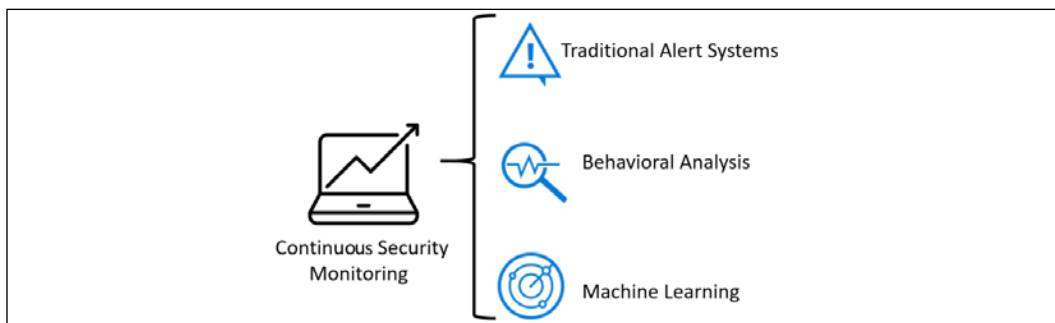 Traditional Alert Systems
Behavioral Analysis
Continuous Security
Monitoring
Machine Learning